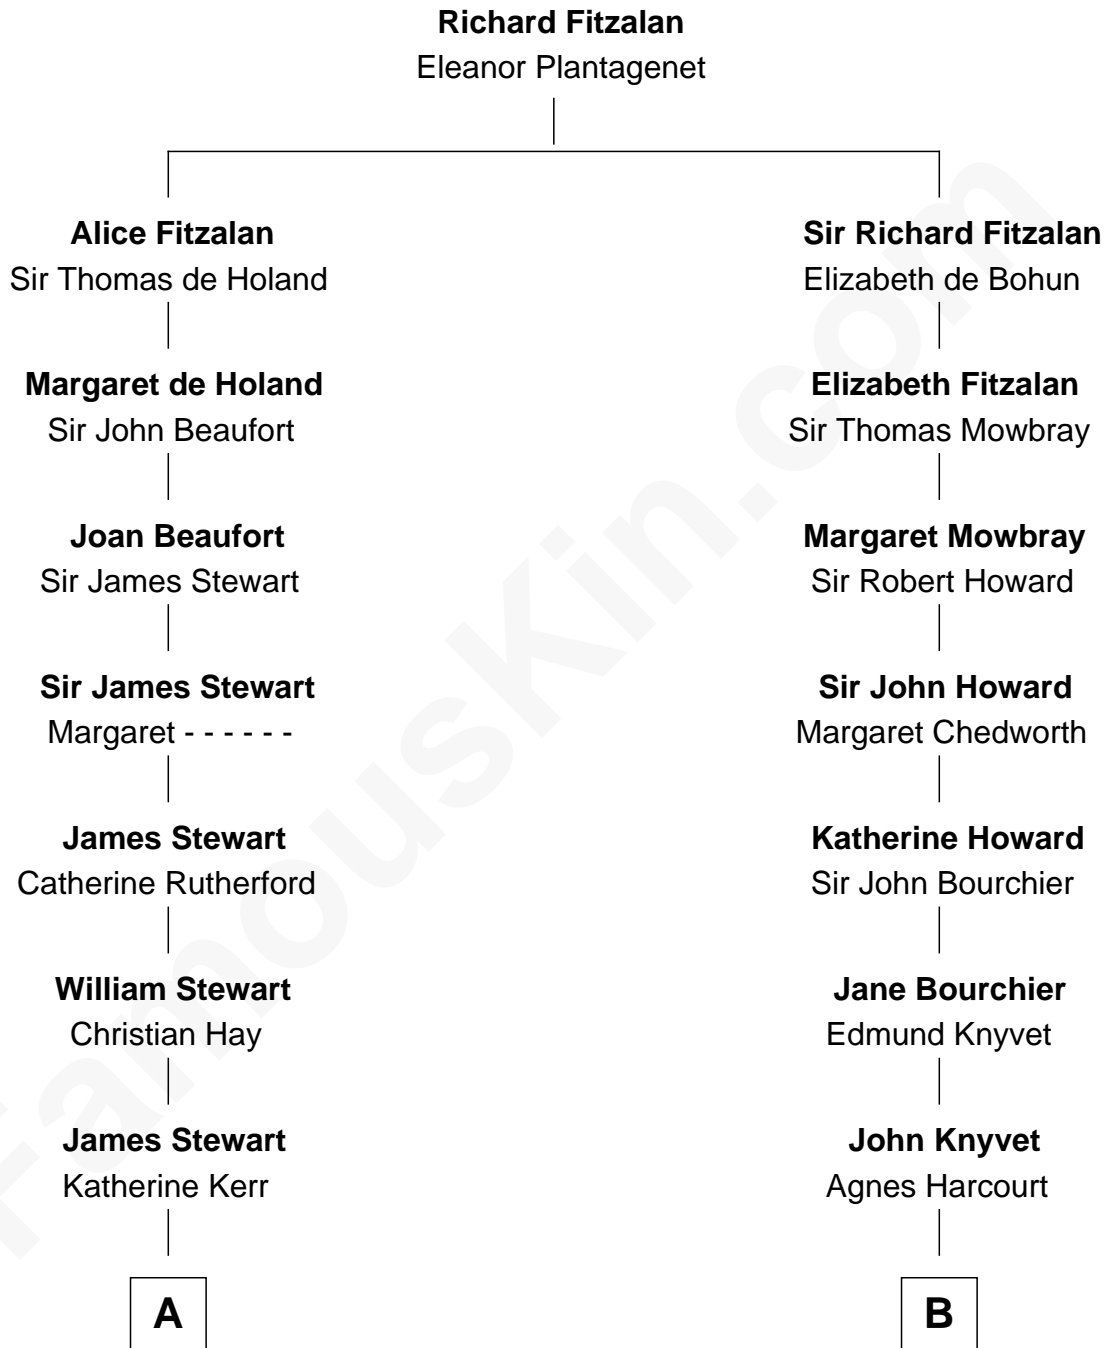 Richard Fitzalan
Eleanor Plantagenet
Alice Fitzalan
Sir Thomas de Holand
Margaret de Holand
Sir John Beaufort
Joan Beaufort
Sir James Stewart
Sir James Stewart
Margaret - - - - - -
James Stewart
Catherine Rutherford
William Stewart
Christian Hay
James Stewart
Katherine Kerr
A
Sir Richard Fitzalan
Elizabeth de Bohun
Elizabeth Fitzalan
Sir Thomas Mowbray
Margaret Mowbray
Sir Robert Howard
Sir John Howard
Margaret Chedworth
Katherine Howard
Sir John Bourchier
Jane Bourchier
Edmund Knyvet
John Knyvet
Agnes Harcourt
B
FamousKin.com